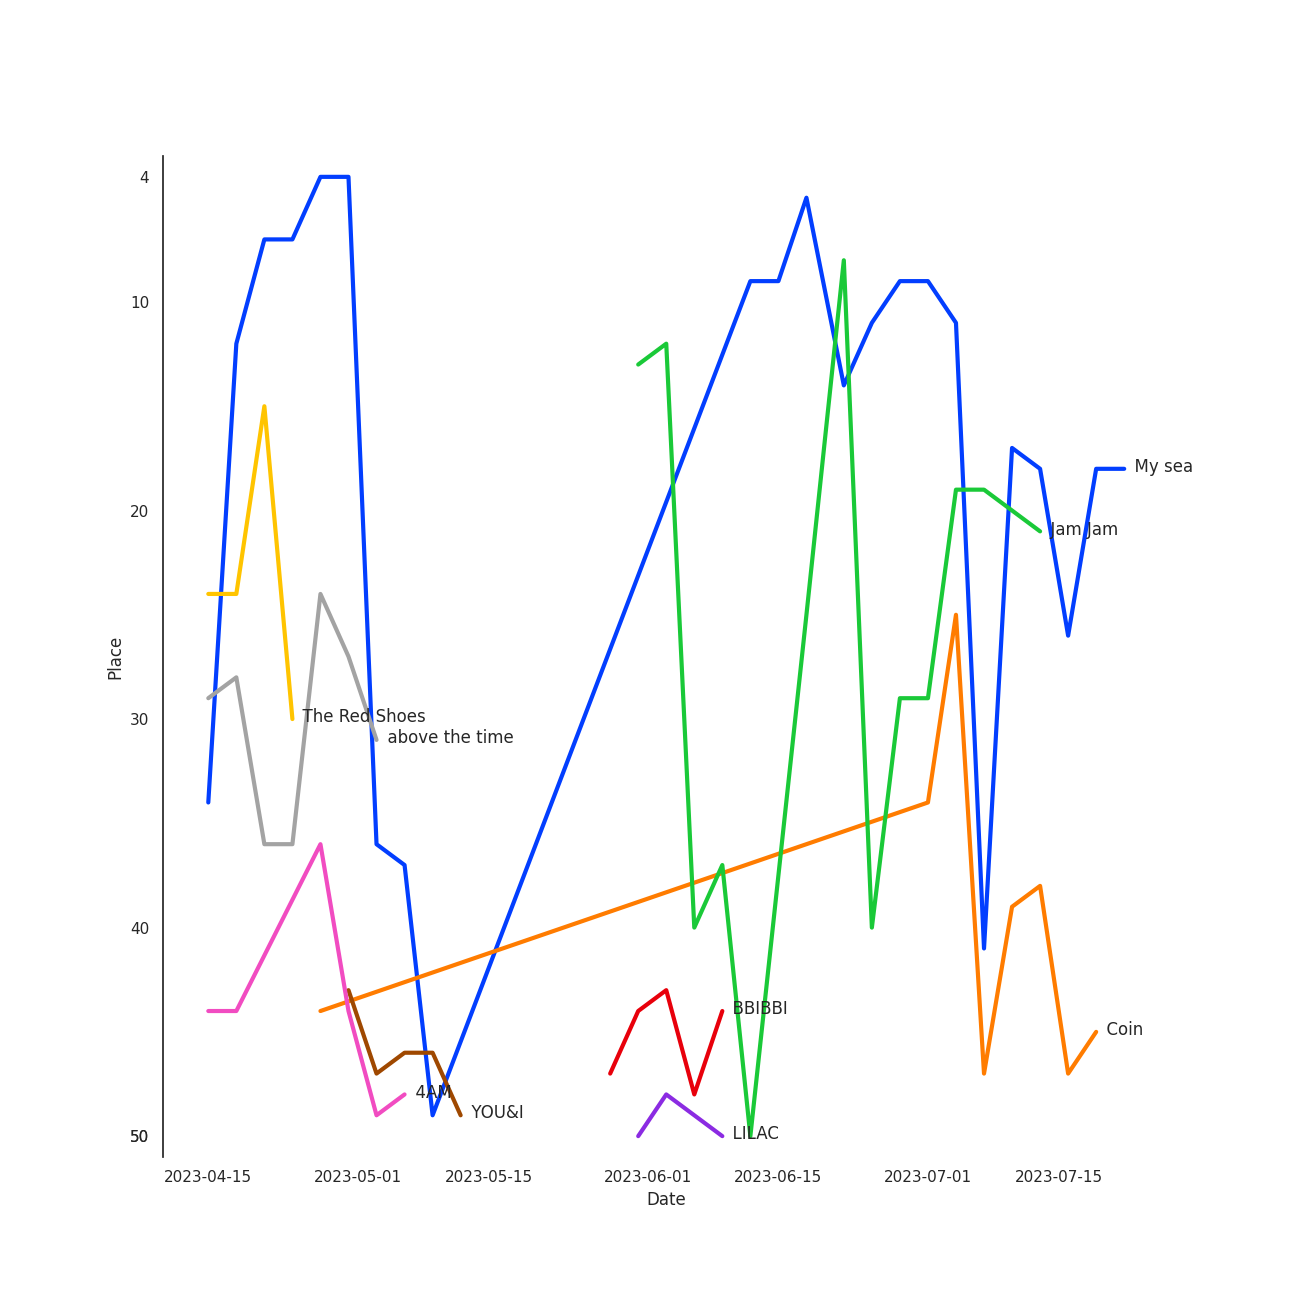 4
10
20
30
40
50
Place
My sea
Jam Jam
The Red Shoes
above the time
BBIBBI
Coin
4AM
YOU&I
LILAC
2023-04-15
2023-05-01
2023-05-15
2023-06-01
2023-06-15
2023-07-01
2023-07-15
Date